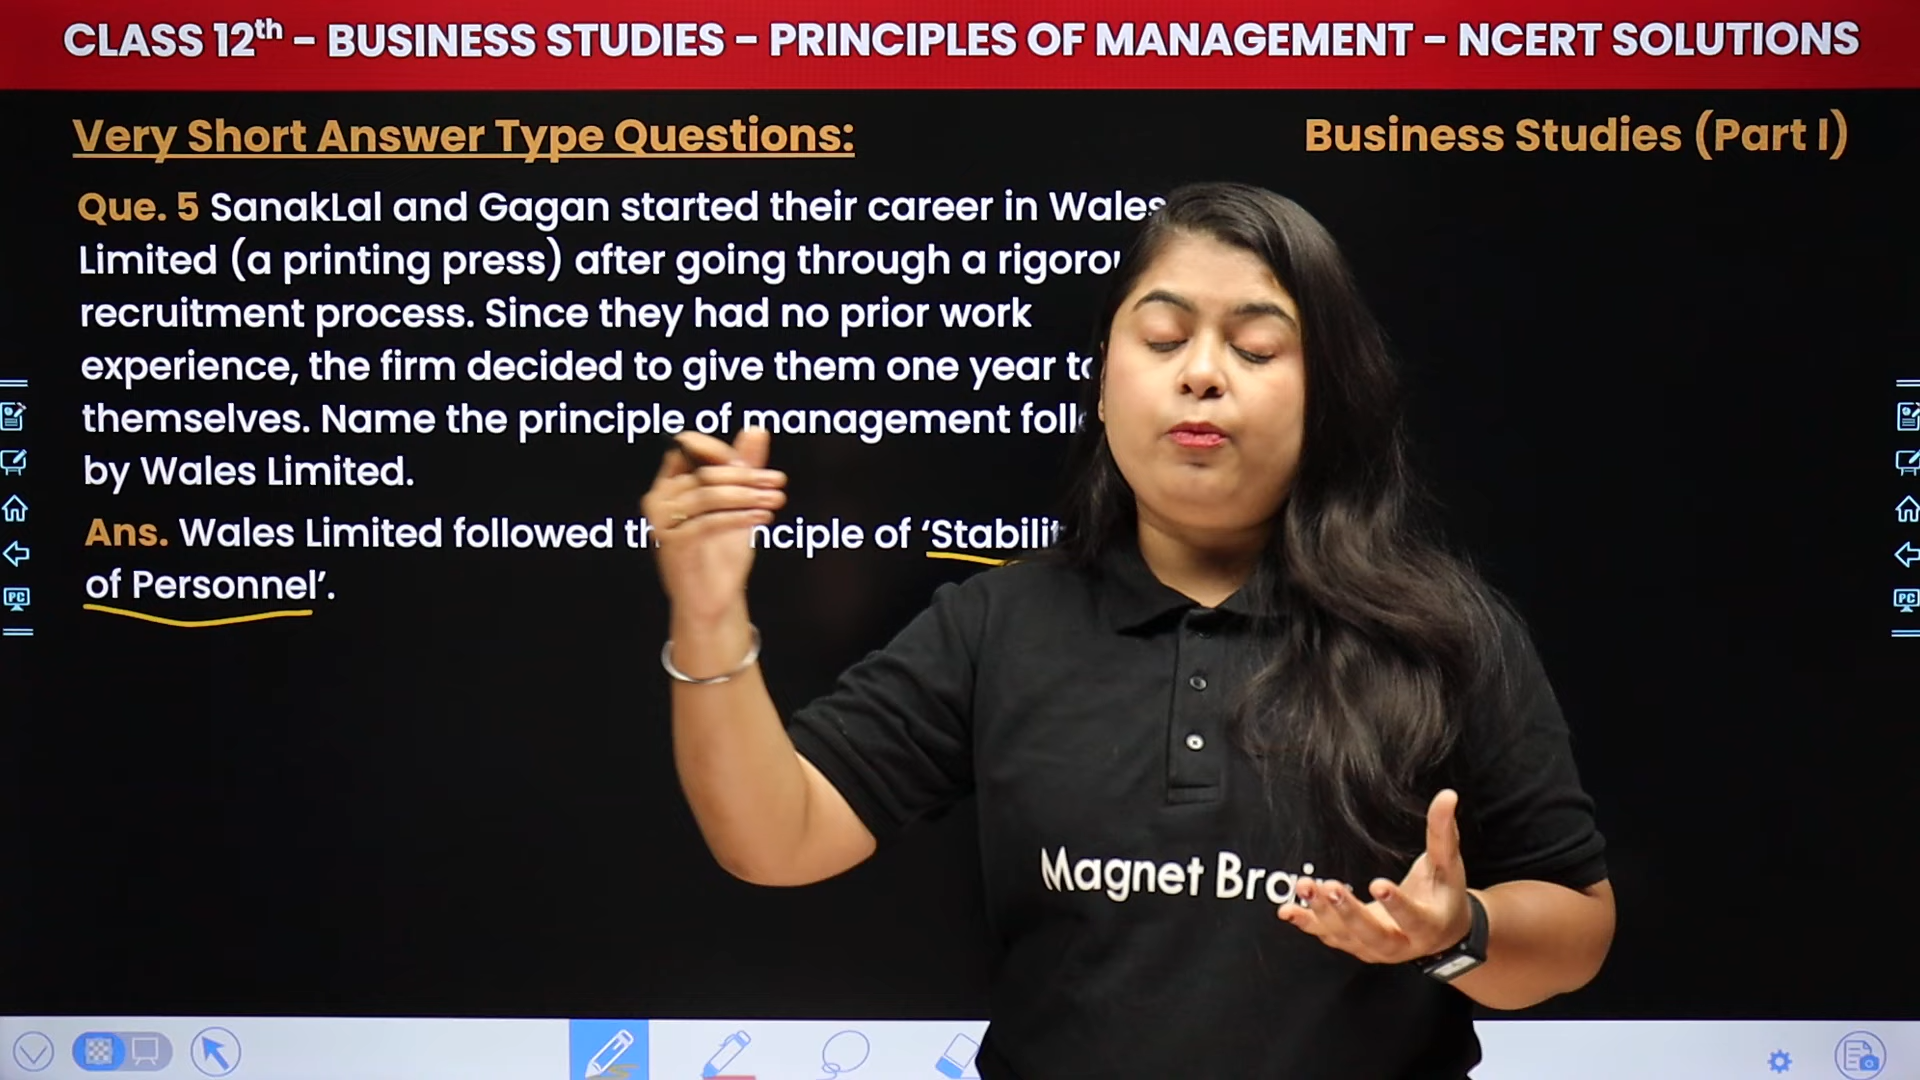 CLASS 12th - BUSINESS STUDIES - PRINCIPLES OF MANAGEMENT - NCERT SOLUTIONS
Very Short Answer Type Questions:
Business Studies (Part I)
Que. 5 SanakLal and Gagan started their career in Wales
Limited (a printing press) after going through a
recruitment process. Since they had no prior work
experience, the firm decided to give them one year
themselves. Name the principle of management
by Wales Limited.
Ans. Wales Limited followed of ‘
of Personnel’.
Magnet
PC
PC